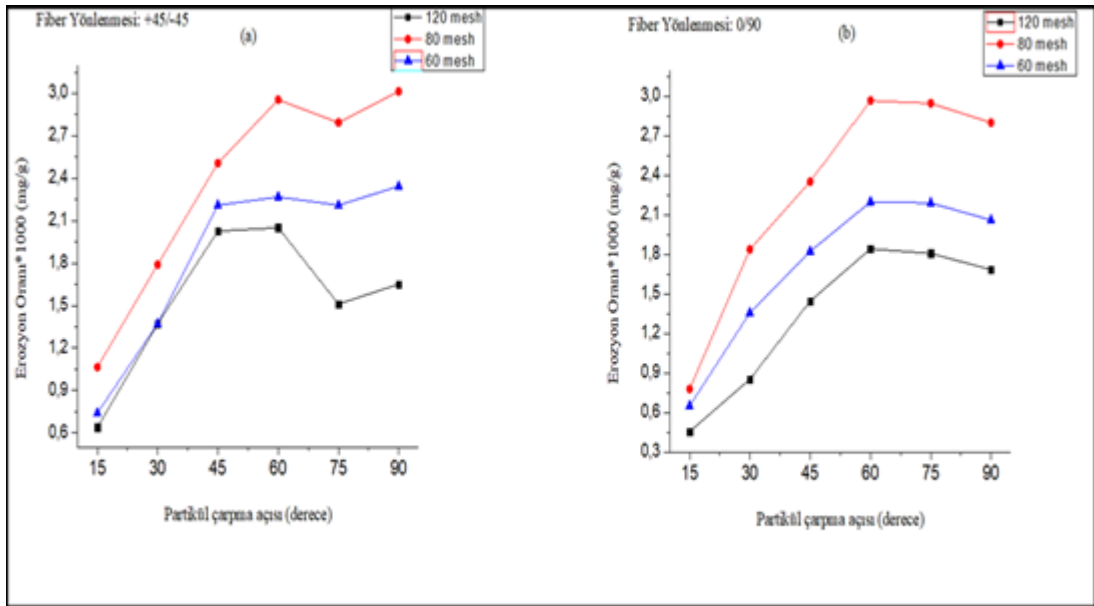 Fiber Yönlenmesi: +45/-45
(a)
120 mesh
80 mesh
60 mesh
3,0
2,7
2,4
2,1
1,8
1,5
1,2
0,9
0,6
Erozyon Oranı*1000 (mg/g)
15 30 45 60 75 90
Partikül çarpma açısı (derece)
Fiber Yönlenmesi: 0/90
(b)
120 mesh
80 mesh
60 mesh
3,0
2,7
2,4
2,1
1,8
1,5
1,2
0,9
0,6
0,3
Erozyon Oranı*1000 (mg/g)
15 30 45 60 75 90
Partikül çarpma açısı (derece)